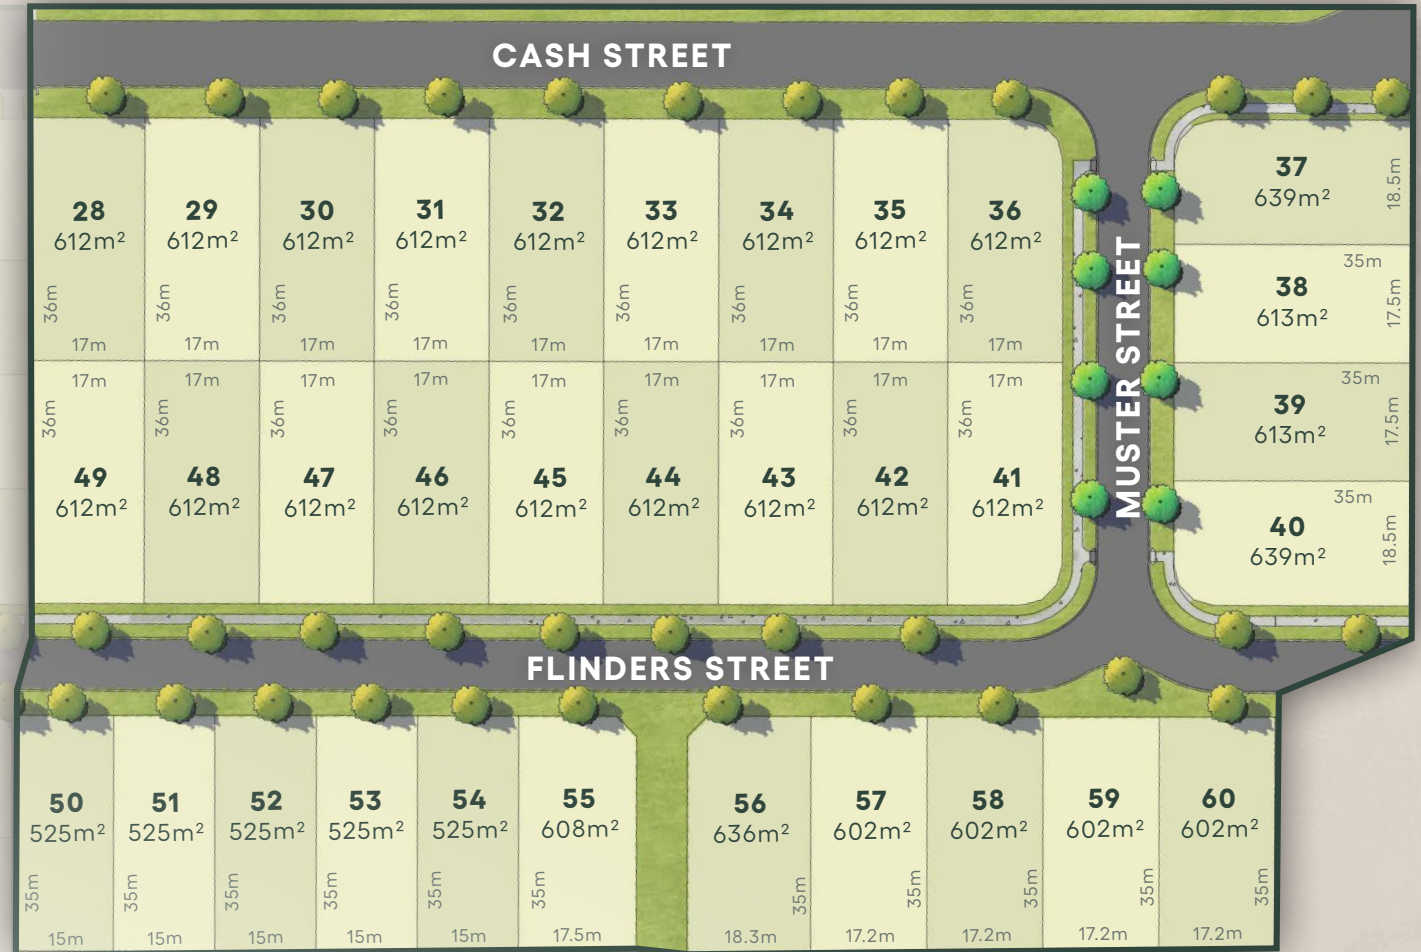 CASH STREET
28
612m²
36m
17m
29
612m²
36m
17m
30
612m²
36m
17m
31
612m²
36m
17m
32
612m²
36m
17m
33
612m²
36m
17m
34
612m²
36m
17m
35
612m²
36m
17m
36
612m²
36m
17m
MUSTER STREET
37
639m²
18.5m
35m
38
613m²
17.5m
35m
39
613m²
17.5m
35m
40
639m²
18.5m
17m
36m
49
612m²
17m
36m
48
612m²
17m
36m
47
612m²
17m
36m
46
612m²
17m
36m
45
612m²
17m
36m
44
612m²
17m
36m
43
612m²
17m
36m
42
612m²
17m
36m
41
612m²
FLINDERS STREET
50
525m²
35m
15m
51
525m²
35m
15m
52
525m²
35m
15m
53
525m²
35m
15m
54
525m²
35m
15m
55
608m²
35m
17.5m
56
636m²
35m
18.3m
57
602m²
35m
17.2m
58
602m²
35m
17.2m
59
602m²
35m
17.2m
60
602m²
35m
17.2m